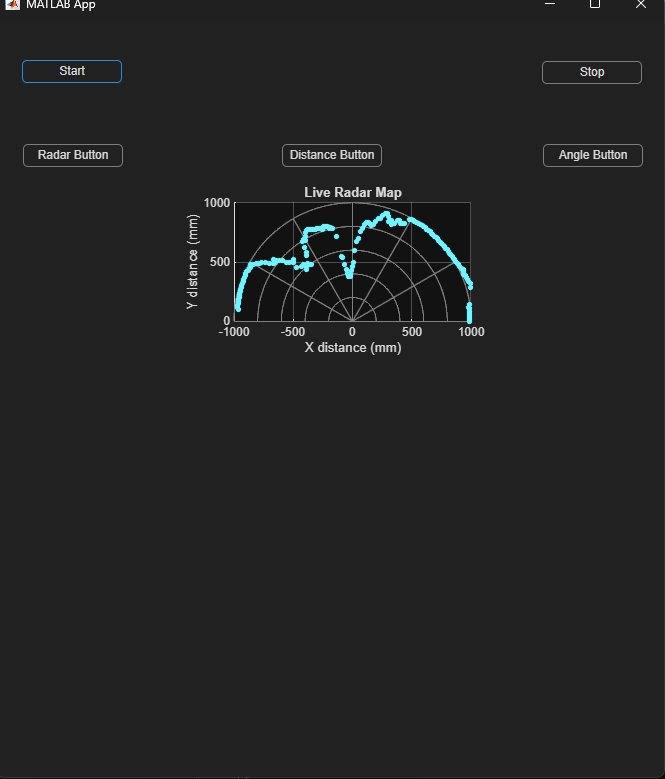 MATLAB App
Start
Stop
Radar Button
Distance Button
Angle Button
Live Radar Map
1000
500
0
Y distance (mm)
-1000
-500
0
500
1000
X distance (mm)